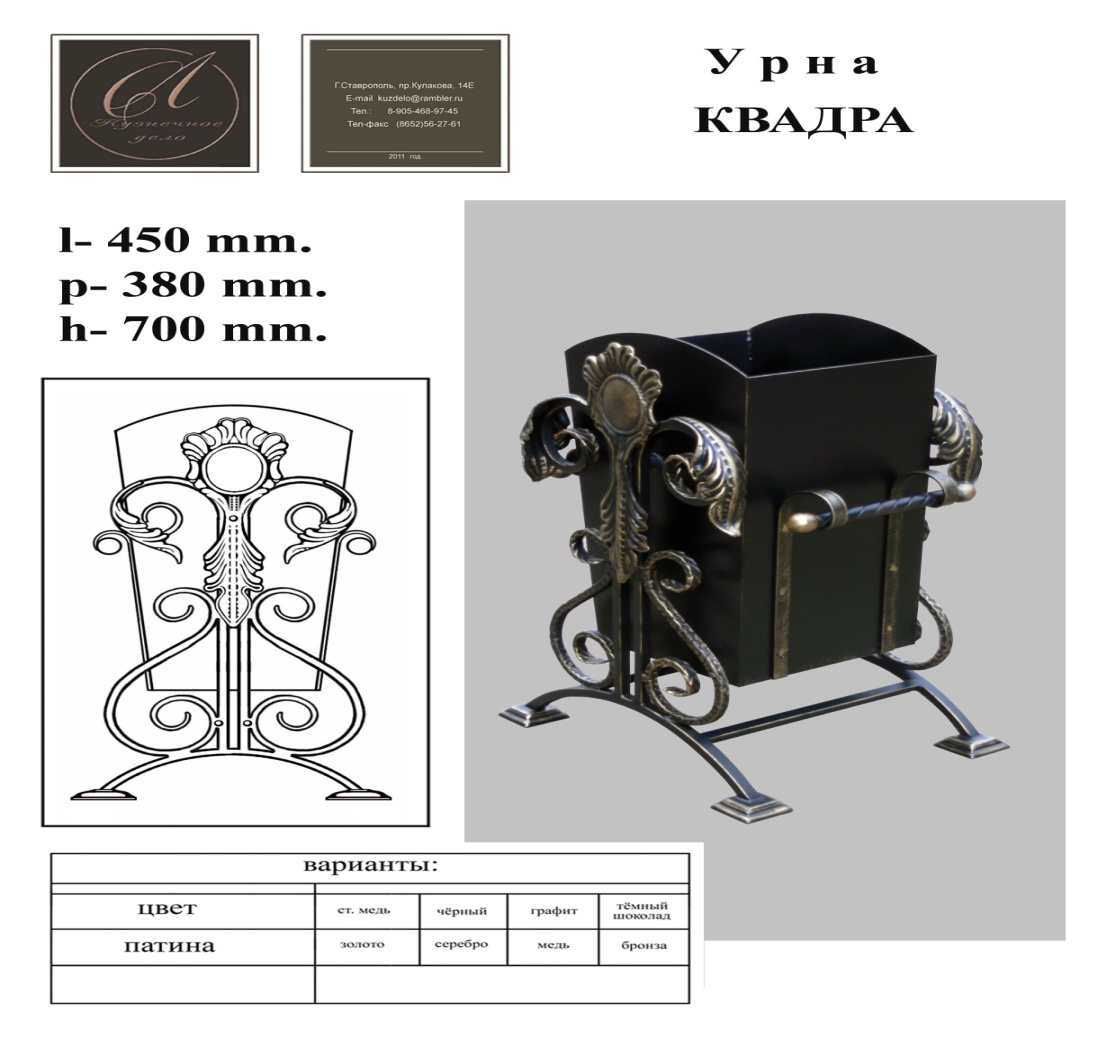 А
Кузнечное
дело
Г.Ставрополь, пр.Кулакова, 14Е
E-mail kuzdelo@rambler.ru
Тел.: 8-905-468-97-45
Тел-факс (8652)56-27-61
2011 год.
Урна
КВАДРА
l- 450 mm.
p- 380 mm.
h- 700 mm.
варианты:
цвет ст. медь чёрный графит тёмный шоколад
патина золото серебро медь бронза